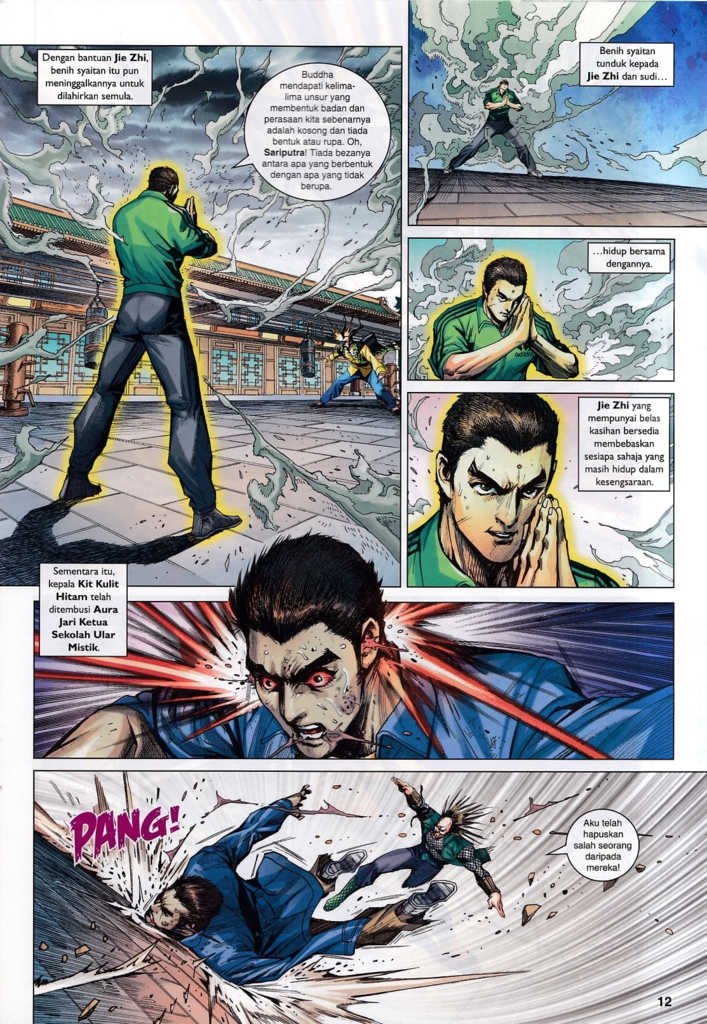 Dengan bantuan Jie Zhi,
benih syaitan itu pun
meninggalkannya untuk
dilahirkan semula.
Buddha
mendapati kelima-
lima unsur yang
membentuk badan dan
perasaan kita sebenarnya
adalah kosong dan tiada
bentuk atau rupa. Oh,
Sariputra! Tiada bezanya
antara apa yang berbentuk
dengan apa yang tidak
berupa.
Benih syaitan
tunduk kepada
Jie Zhi dan sudi...
...hidup bersama
dengannya.
Jie Zhi yang
mempunyai belas
kasihan bersedia
membebaskan
sesiapa sahaja yang
masih hidup dalam
kesengsaraan.
Sementara itu,
kepala Kit Kulit
Hitam telah
ditembusi Aura
Jari Ketua
Sekolah Ular
Mistik.
PANG!
Aku telah
hapuskan
salah seorang
daripada
mereka!
12